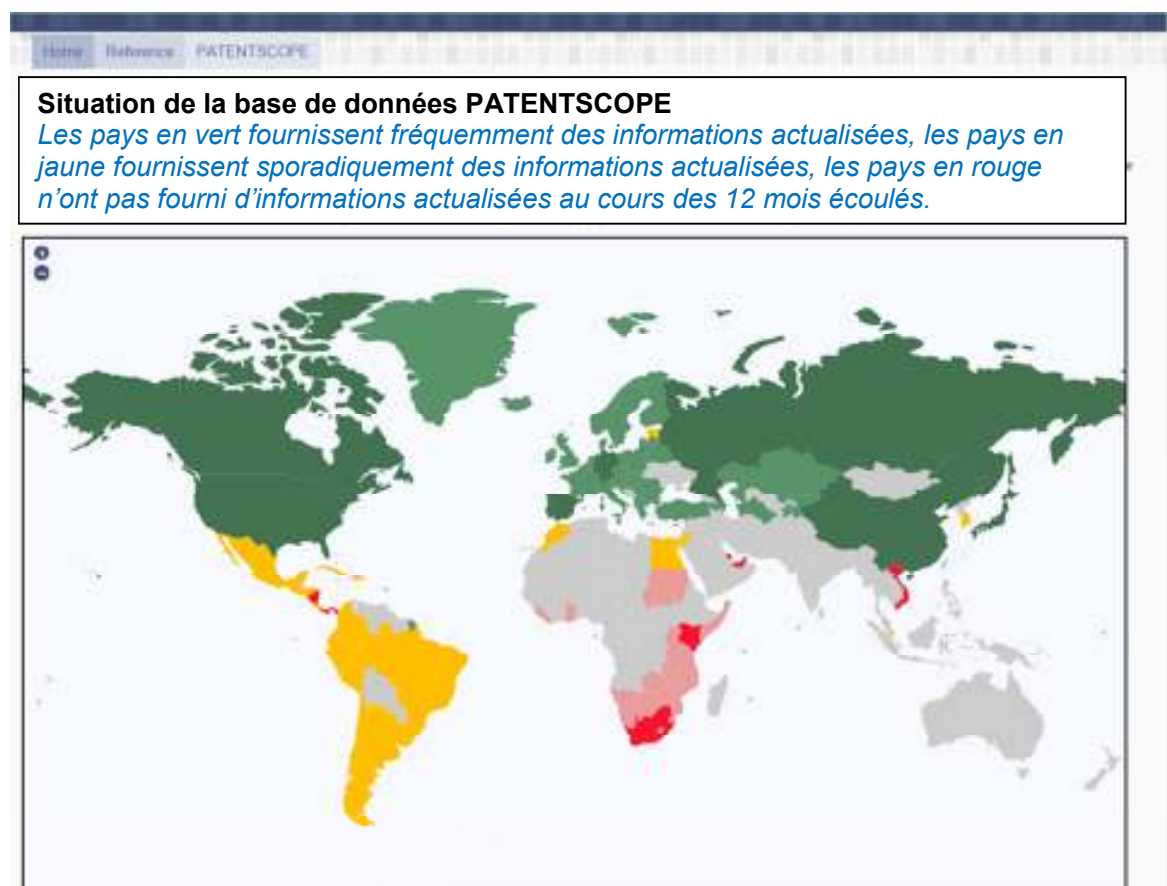 Home Reference PATENTSCOPE
Situation de la base de données PATENTSCOPE
Les pays en vert fournissent fréquemment des informations actualisées, les pays en
jaune fournissent sporadiquement des informations actualisées, les pays en rouge
n’ont pas fourni d’informations actualisées au cours des 12 mois écoulés.